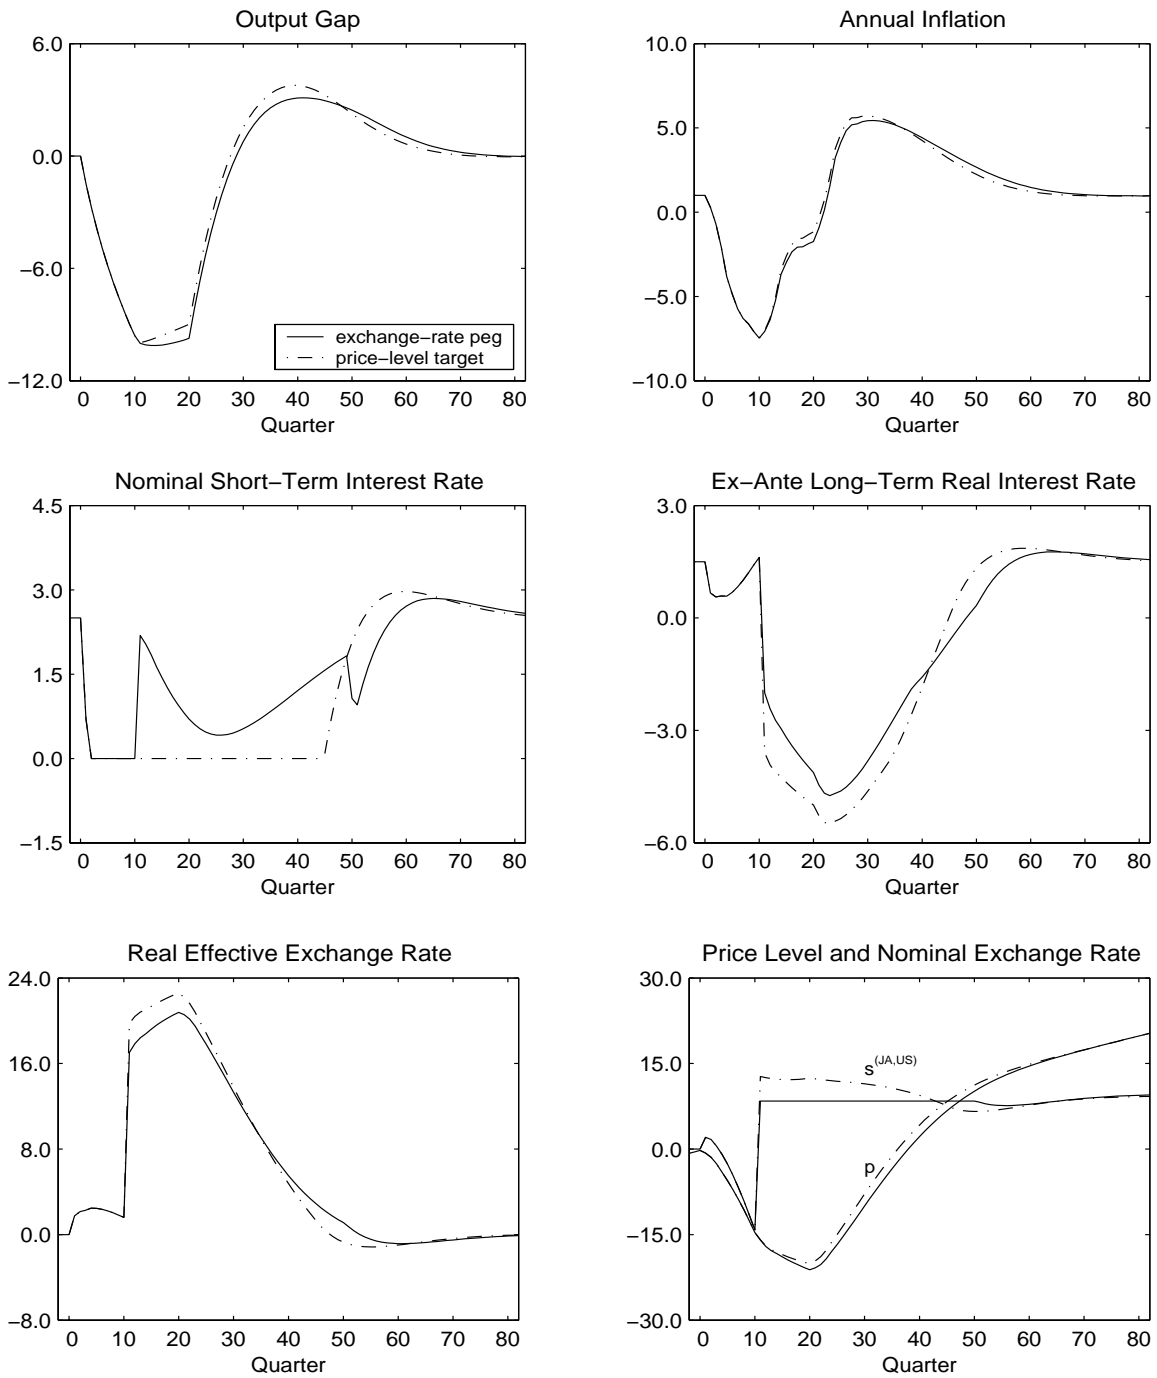 Output Gap
6.0
0.0
−6.0
−12.0
exchange−rate peg
price−level target
0 10 20 30 40 50 60 70 80
Quarter
Annual Inflation
10.0
5.0
0.0
−5.0
−10.0
0 10 20 30 40 50 60 70 80
Quarter
Nominal Short−Term Interest Rate
4.5
3.0
1.5
0.0
−1.5
0 10 20 30 40 50 60 70 80
Quarter
Ex−Ante Long−Term Real Interest Rate
3.0
0.0
−3.0
−6.0
0 10 20 30 40 50 60 70 80
Quarter
Real Effective Exchange Rate
24.0
16.0
8.0
0.0
−8.0
0 10 20 30 40 50 60 70 80
Quarter
Price Level and Nominal Exchange Rate
30.0
15.0
0.0
−15.0
−30.0
s(JA,US)
p
0 10 20 30 40 50 60 70 80
Quarter